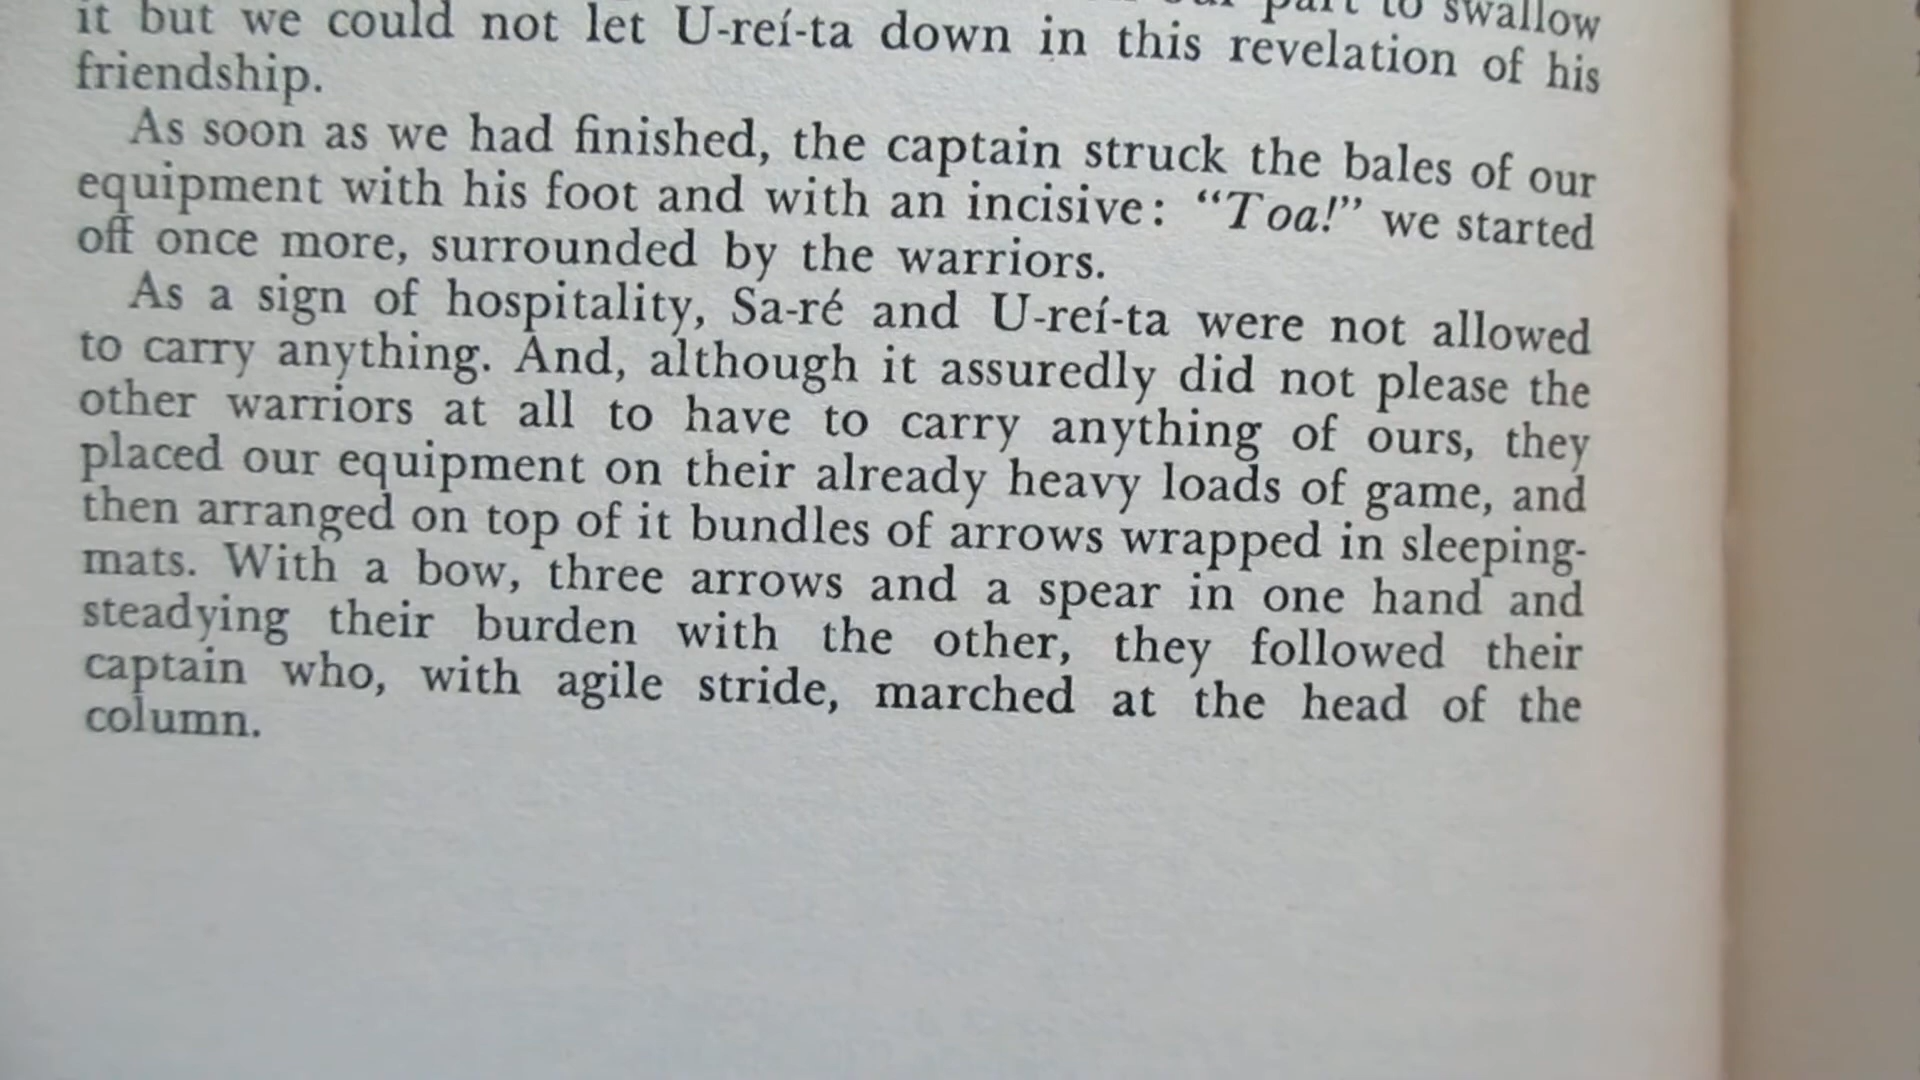 part to swallow
it but we could not let U-reí-ta down in this revelation of his
friendship.
As soon as we had finished, the captain struck the bales of our
equipment with his foot and with an incisive: “Toa!” we started
off once more, surrounded by the warriors.
As a sign of hospitality, Sa-ré and U-reí-ta were not allowed
to carry anything. And, although it assuredly did not please the
other warriors at all to have to carry anything of ours, they
placed our equipment on their already heavy loads of game, and
then arranged on top of it bundles of arrows wrapped in sleeping-
mats. With a bow, three arrows and a spear in one hand and
steadying their burden with the other, they followed their
captain who, with agile stride, marched at the head of the
column.